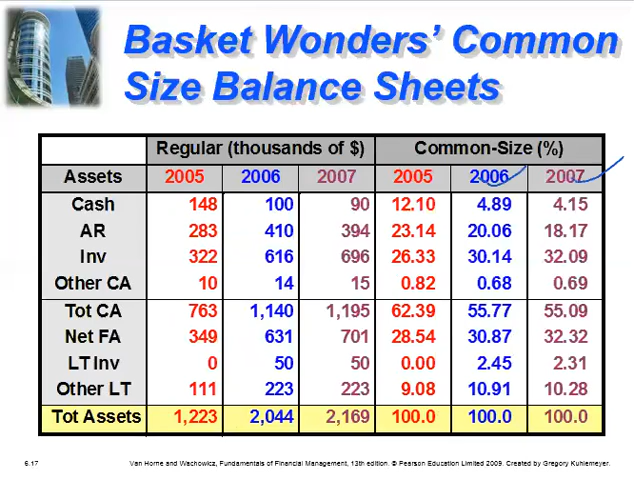 Basket Wonders’ Common
Size Balance Sheets
Regular (thousands of $) Common-Size (%)
Assets 2005 2006 2007 2005 2006 2007
Cash 148 100 90 12.10 4.89 4.15
AR 283 410 394 23.14 20.06 18.17
Inv 322 616 696 26.33 30.14 32.09
Other CA 10 14 15 0.82 0.68 0.69
Tot CA 763 1,140 1,195 62.39 55.77 55.09
Net FA 349 631 701 28.54 30.87 32.32
LT Inv 0 50 50 0.00 2.45 2.31
Other LT 111 223 223 9.08 10.91 10.28
Tot Assets 1,223 2,044 2,169 100.0 100.0 100.0
6.17 Van Horne and Wachowicz, Fundamentals of Financial Management, 13th edition. © Pearson Education Limited 2009. Created by Gregory Kuhlemeyer.